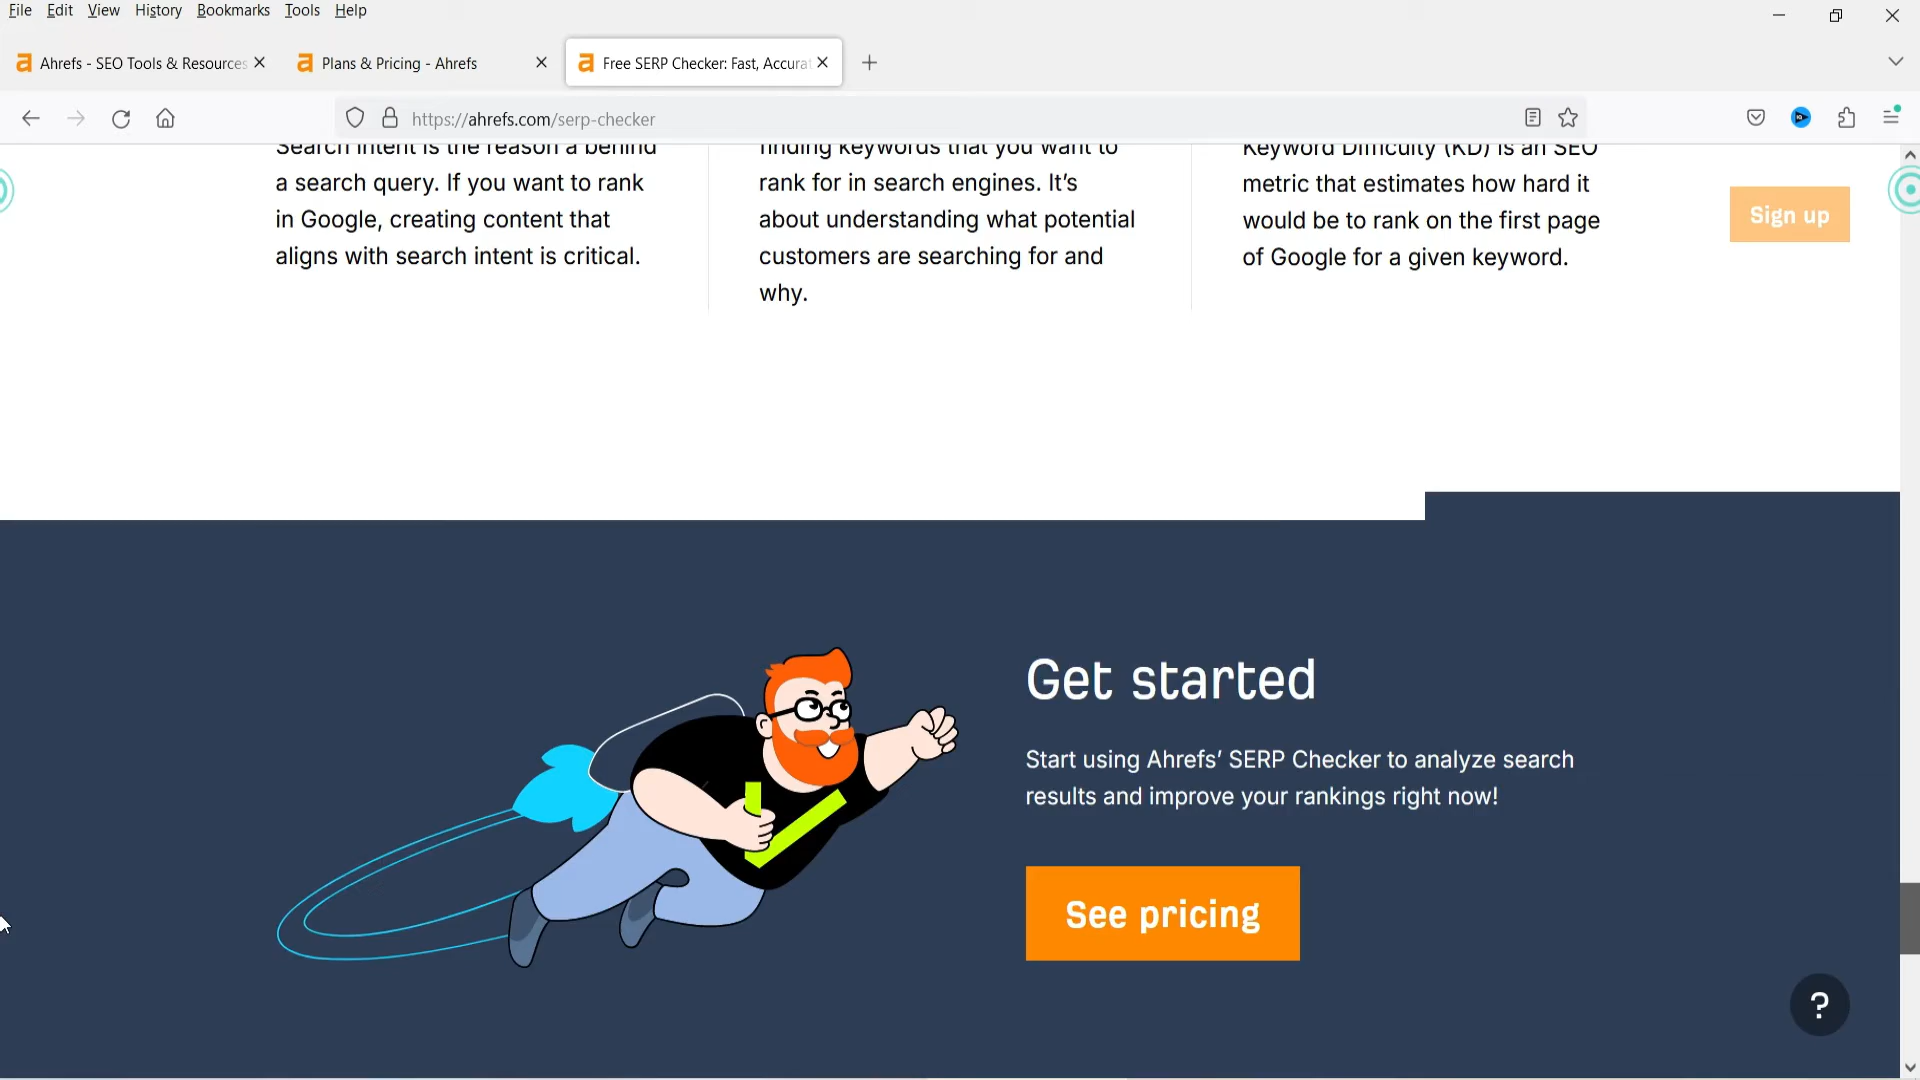 File Edit View History Bookmarks Tools Help
Ahrefs - SEO Tools & Resources
Plans & Pricing - Ahrefs
Free SERP Checker: Fast, Accurat
https://ahrefs.com/serp-checker
Search intent is the reason a behind
a search query. If you want to rank
in Google, creating content that
aligns with search intent is critical.
finding keywords that you want to
rank for in search engines. It’s
about understanding what potential
customers are searching for and
why.
Keyword Difficulty (KD) is an SEO
metric that estimates how hard it
would be to rank on the first page
of Google for a given keyword.
Sign up
Get started
Start using Ahrefs’ SERP Checker to analyze search
results and improve your rankings right now!
See pricing
?